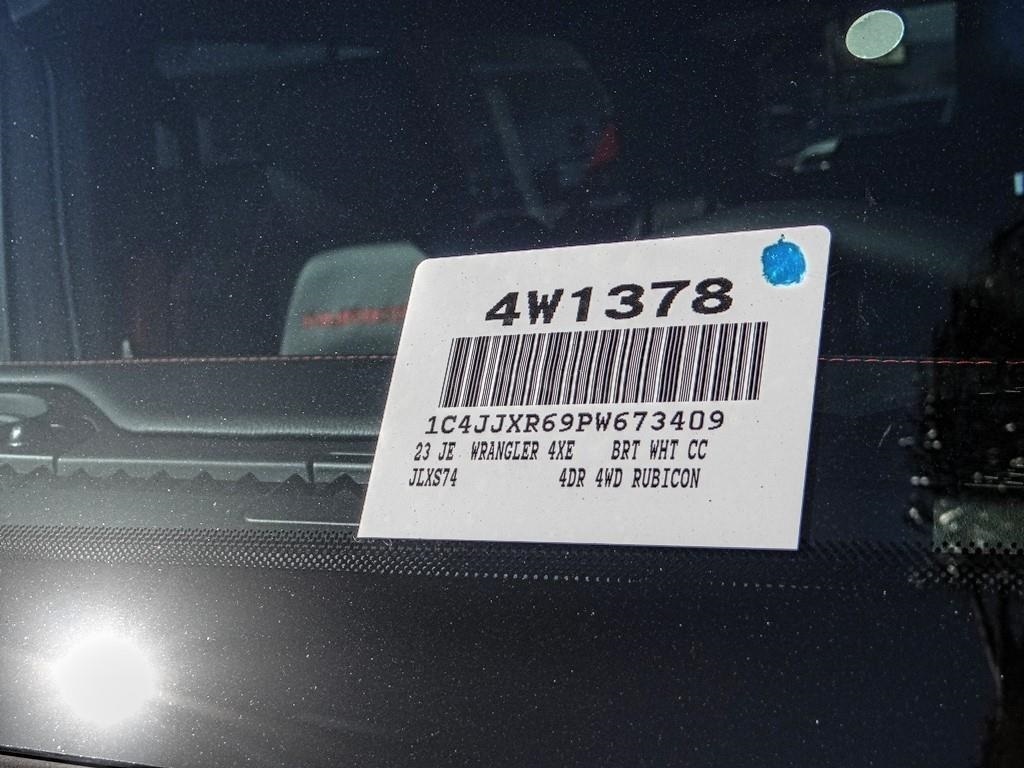 4W1378
1C4JJXR69PW673409
23 JE WRANGLER 4XE BRT WHT CC
JLXS74 4DR 4WD RUBICON